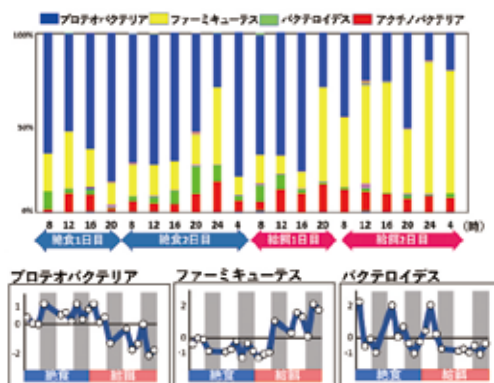 プロテオバクテリア ファーミキューテス バクテロイデス アクチノバクテリア
100%
50%
0%
8 12 16 20 8 12 16 20 24 4 8 12 16 20 8 12 16 20 24 4 (時)
絶食1日目 絶食2日目 給餌1日目 給餌2日目
プロテオバクテリア ファーミキューテス バクテロイデス
1
0
-2
絶食 給餌
2
0
-1
絶食 給餌
2
0
-1
絶食 給餌